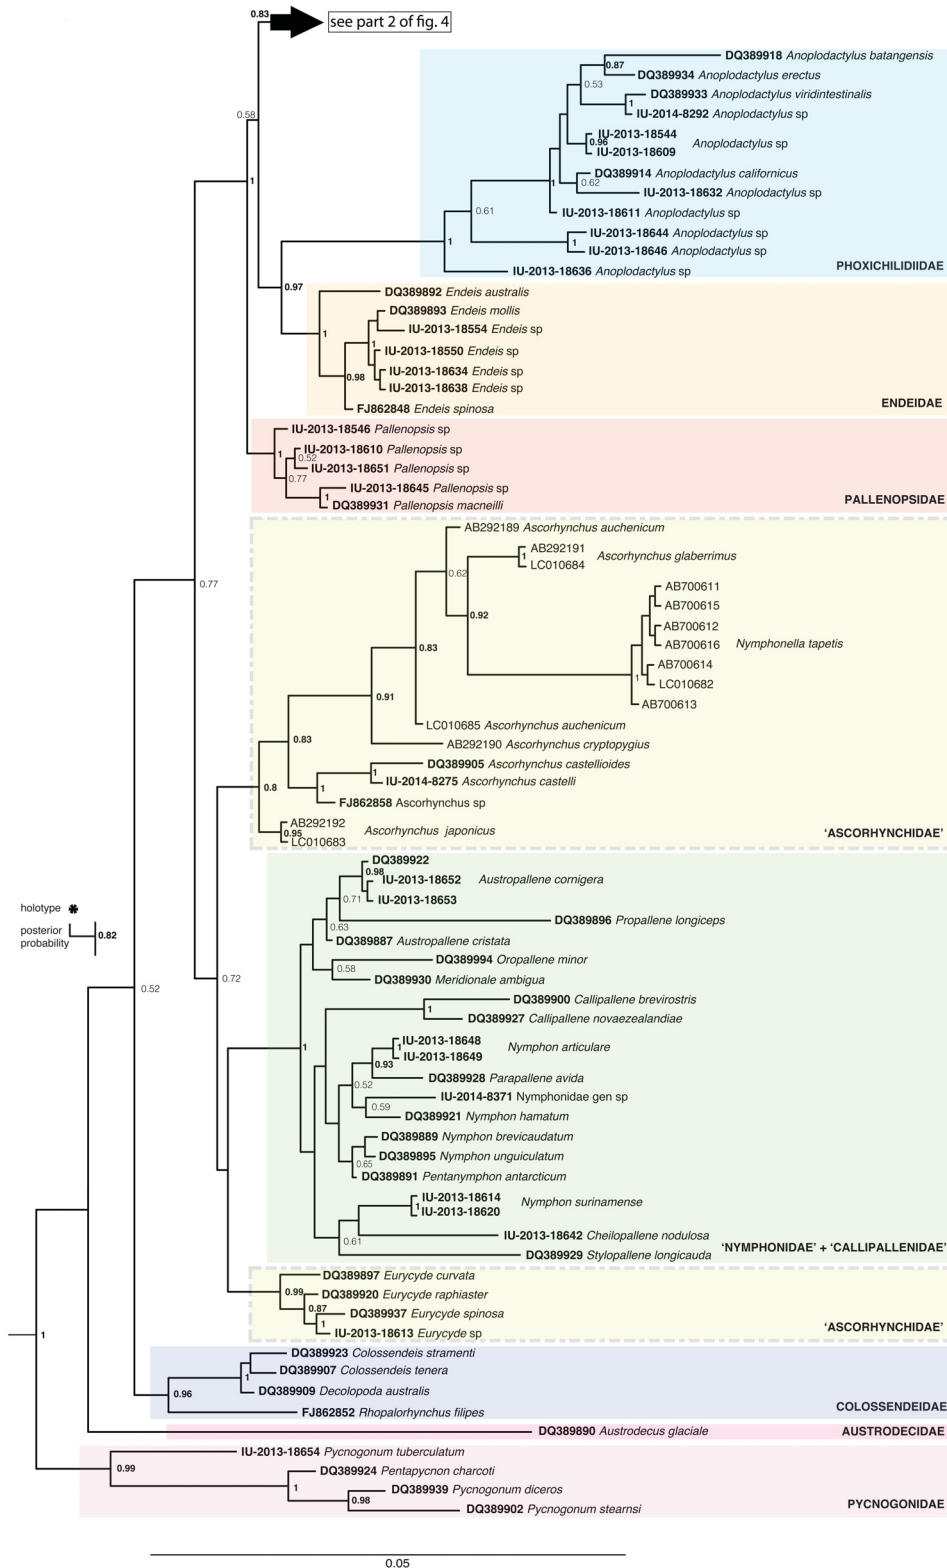 0.83
see part 2 of fig. 4
DQ389918 Anoplodactylus batangensis
0.87
DQ389934 Anoplodactylus erectus
0.53
DQ389933 Anoplodactylus viridintestinalis
1
IU-2014-8292 Anoplodactylus sp
0.58
IU-2013-18544
0.96
Anoplodactylus sp
IU-2013-18609
DQ389914 Anoplodactylus californicus
1
1
0.62
IU-2013-18632 Anoplodactylus sp
0.61
IU-2013-18611 Anoplodactylus sp
IU-2013-18644 Anoplodactylus sp
1
1
IU-2013-18646 Anoplodactylus sp
PHOXICHILIDIIDAE
IU-2013-18636 Anoplodactylus sp
0.97
DQ389892 Endeis australis
DQ389893 Endeis mollis
IU-2013-18554 Endeis sp
1
1
IU-2013-18550 Endeis sp
IU-2013-18634 Endeis sp
0.98
IU-2013-18638 Endeis sp
ENDEIDAE
FJ862848 Endeis spinosa
IU-2013-18546 Pallenopsis sp
IU-2013-18610 Pallenopsis sp
1
0.52
IU-2013-18651 Pallenopsis sp
0.77
IU-2013-18645 Pallenopsis sp
1
PALLENOPSIDAE
DQ389931 Pallenopsis macneilli
AB292189 Ascorhynchus auchenicum
AB292191
1
Ascorhynchus glaberrimus
LC010684
0.62
0.77
AB700611
AB700615
0.92
AB700612
AB700616
Nymphonella tapetis
0.83
AB700614
1
LC010682
0.91
AB700613
LC010685 Ascorhynchus auchenicum
0.83
AB292190 Ascorhynchus cryptopygius
DQ389905 Ascorhynchus castellioides
1
IU-2014-8275 Ascorhynchus castelli
0.8
1
FJ862858 Ascorhynchus sp
AB292192
0.95
Ascorhynchus japonicus
LC010683
'ASCORHYNCHIDAE'
DQ389922
0.98
IU-2013-18652
Austropallene cornigera
0.71
IU-2013-18653
holotype
DQ389896 Propallene longiceps
0.63
posterior
probability
0.82
DQ389887 Austropallene cristata
DQ389994 Oropallene minor
0.58
DQ389930 Meridionale ambigua
0.72
0.52
DQ389900 Callipallene brevirostris
1
DQ389927 Callipallene novaezealandiae
IU-2013-18648
1
1
Nymphon articulare
IU-2013-18649
0.93
DQ389928 Parapallene avida
0.52
IU-2014-8371 Nymphonidae gen sp
0.59
DQ389921 Nymphon hamatum
DQ389889 Nymphon brevicaudatum
DQ389895 Nymphon unguiculatum
0.65
DQ389891 Pentanymphon antarcticum
IU-2013-18614
1
Nymphon surinamense
IU-2013-18620
IU-2013-18642 Cheilopallene nodulosa
0.61
'NYMPHONIDAE' + 'CALLIPALLENIDAE'
DQ389929 Stylopallene longicauda
DQ389897 Eurycyde curvata
0.99
DQ389920 Eurycyde raphiaster
0.87
DQ389937 Eurycyde spinosa
1
IU-2013-18613 Eurycyde sp
'ASCORHYNCHIDAE'
1
DQ389923 Colossendeis stramenti
DQ389907 Colossendeis tenera
1
DQ389909 Decolopoda australis
0.96
COLOSSENDEIDAE
FJ862852 Rhopalorhynchus filipes
DQ389890 Austrodecus glaciale
AUSTRODECIDAE
IU-2013-18654 Pycnogonum tuberculatum
0.99
DQ389924 Pentapycnon charcoti
1
DQ389939 Pycnogonum diceros
0.98
PYCNOGONIDAE
DQ389902 Pycnogonum stearnsi
0.05